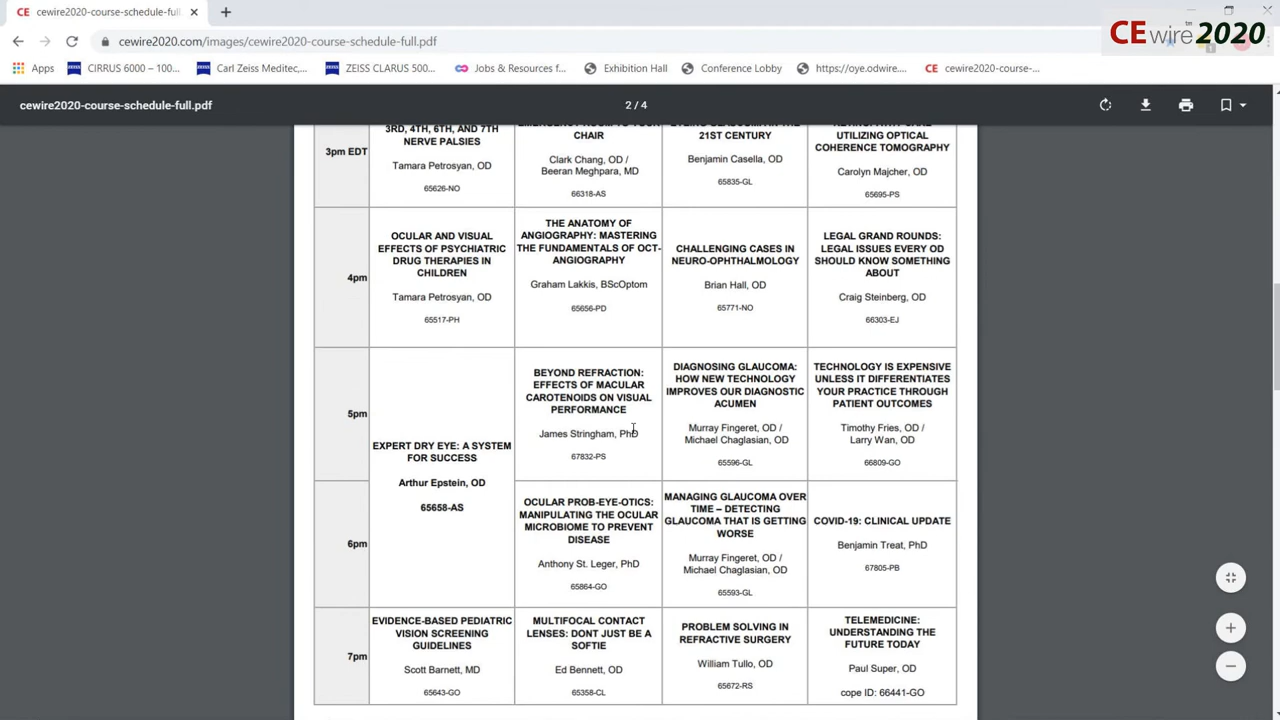 cewire2020-course-schedule-full
CEwire2020™
cewire2020.com/images/cewire2020-course-schedule-full.pdf
Apps
CIRRUS 6000 – 100...
Carl Zeiss Meditec,...
ZEISS CLARUS 500...
Jobs & Resources f...
Exhibition Hall
Conference Lobby
https://oye.odwire....
cewire2020-course-...
cewire2020-course-schedule-full.pdf
2 / 4
3pm EDT
3RD, 4TH, 6TH, AND 7TH
NERVE PALSIES
Tamara Petrosyan, OD
65626-NO
EMERGENCY ROOM TO YOUR
CHAIR
Clark Chang, OD /
Beeran Meghpara, MD
66318-AS
21ST CENTURY
Benjamin Casella, OD
65835-GL
UTILIZING OPTICAL
COHERENCE TOMOGRAPHY
Carolyn Majcher, OD
65695-PS
4pm
OCULAR AND VISUAL
EFFECTS OF PSYCHIATRIC
DRUG THERAPIES IN
CHILDREN
Tamara Petrosyan, OD
65517-PH
THE ANATOMY OF
ANGIOGRAPHY: MASTERING
THE FUNDAMENTALS OF OCT-
ANGIOGRAPHY
Graham Lakkis, BScOptom
65656-PD
CHALLENGING CASES IN
NEURO-OPHTHALMOLOGY
Brian Hall, OD
65771-NO
LEGAL GRAND ROUNDS:
LEGAL ISSUES EVERY OD
SHOULD KNOW SOMETHING
ABOUT
Craig Steinberg, OD
66303-EJ
5pm
EXPERT DRY EYE: A SYSTEM
FOR SUCCESS
Arthur Epstein, OD
65658-AS
BEYOND REFRACTION:
EFFECTS OF MACULAR
CAROTENOIDS ON VISUAL
PERFORMANCE
James Stringham, PhD
67832-PS
DIAGNOSING GLAUCOMA:
HOW NEW TECHNOLOGY
IMPROVES OUR DIAGNOSTIC
ACUMEN
Murray Fingeret, OD /
Michael Chaglasian, OD
65596-GL
TECHNOLOGY IS EXPENSIVE
UNLESS IT DIFFERENTIATES
YOUR PRACTICE THROUGH
PATIENT OUTCOMES
Timothy Fries, OD /
Larry Wan, OD
66809-GO
6pm
OCULAR PROB-EYE-OTICS:
MANIPULATING THE OCULAR
MICROBIOME TO PREVENT
DISEASE
Anthony St. Leger, PhD
65864-GO
MANAGING GLAUCOMA OVER
TIME – DETECTING
GLAUCOMA THAT IS GETTING
WORSE
Murray Fingeret, OD /
Michael Chaglasian, OD
65593-GL
COVID-19: CLINICAL UPDATE
Benjamin Treat, PhD
67805-PB
7pm
EVIDENCE-BASED PEDIATRIC
VISION SCREENING
GUIDELINES
Scott Barnett, MD
65643-GO
MULTIFOCAL CONTACT
LENSES: DONT JUST BE A
SOFTIE
Ed Bennett, OD
65358-CL
PROBLEM SOLVING IN
REFRACTIVE SURGERY
William Tullo, OD
65672-RS
TELEMEDICINE:
UNDERSTANDING THE
FUTURE TODAY
Paul Super, OD
cope ID: 66441-GO